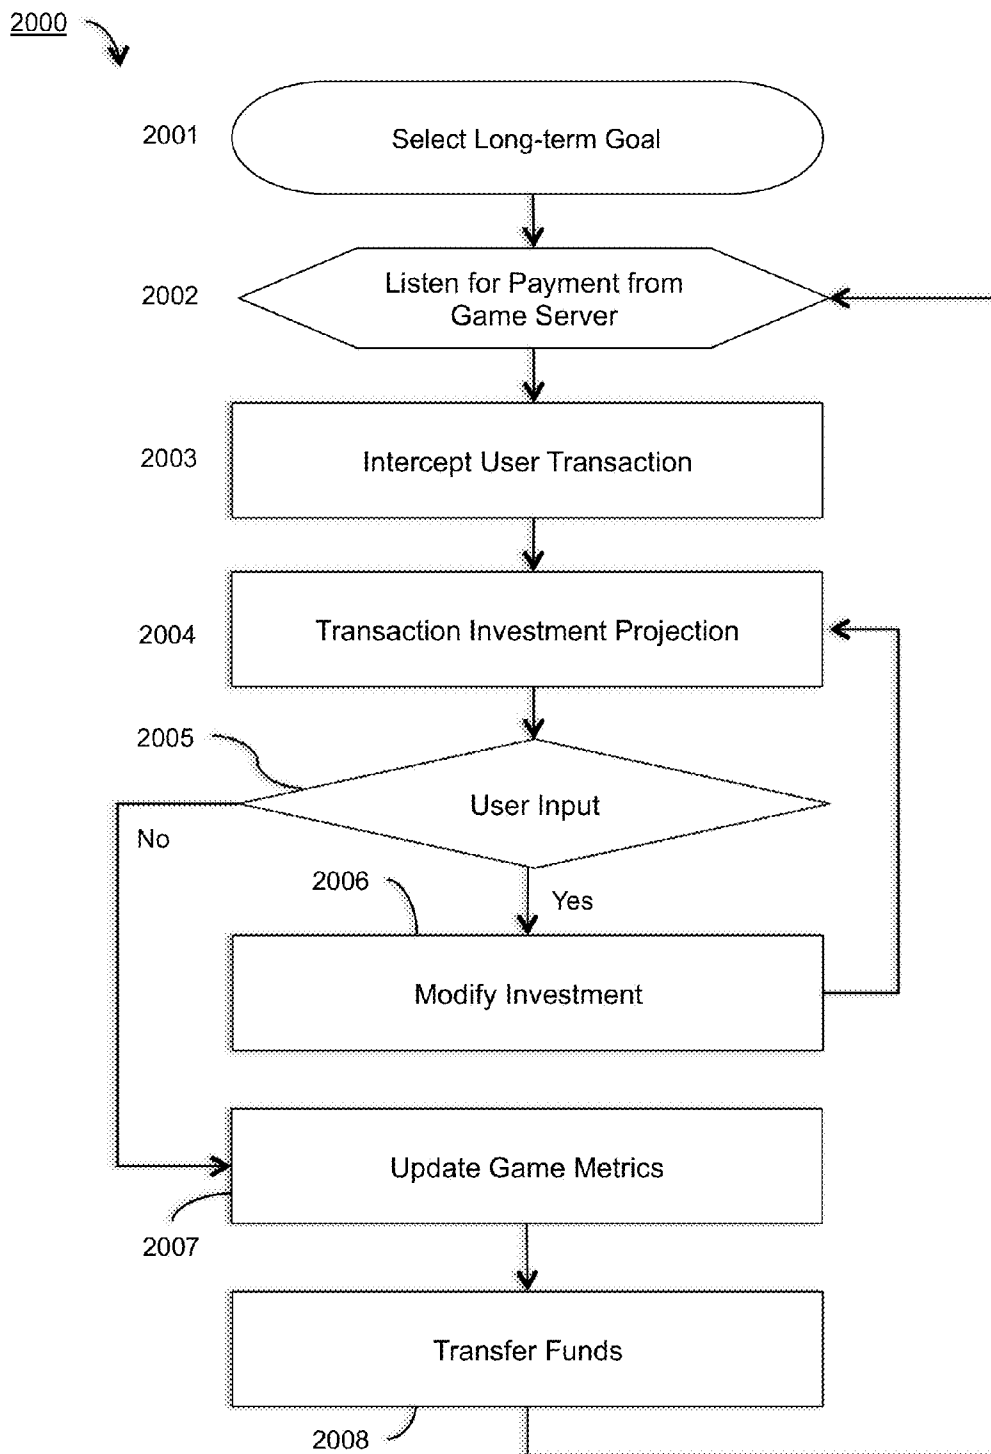 2000
2001
Select Long-term Goal
2002
Listen for Payment from
Game Server
2003
Intercept User Transaction
2004
Transaction Investment Projection
2005
User Input
No
2006
Yes
Modify Investment
Update Game Metrics
2007
Transfer Funds
2008